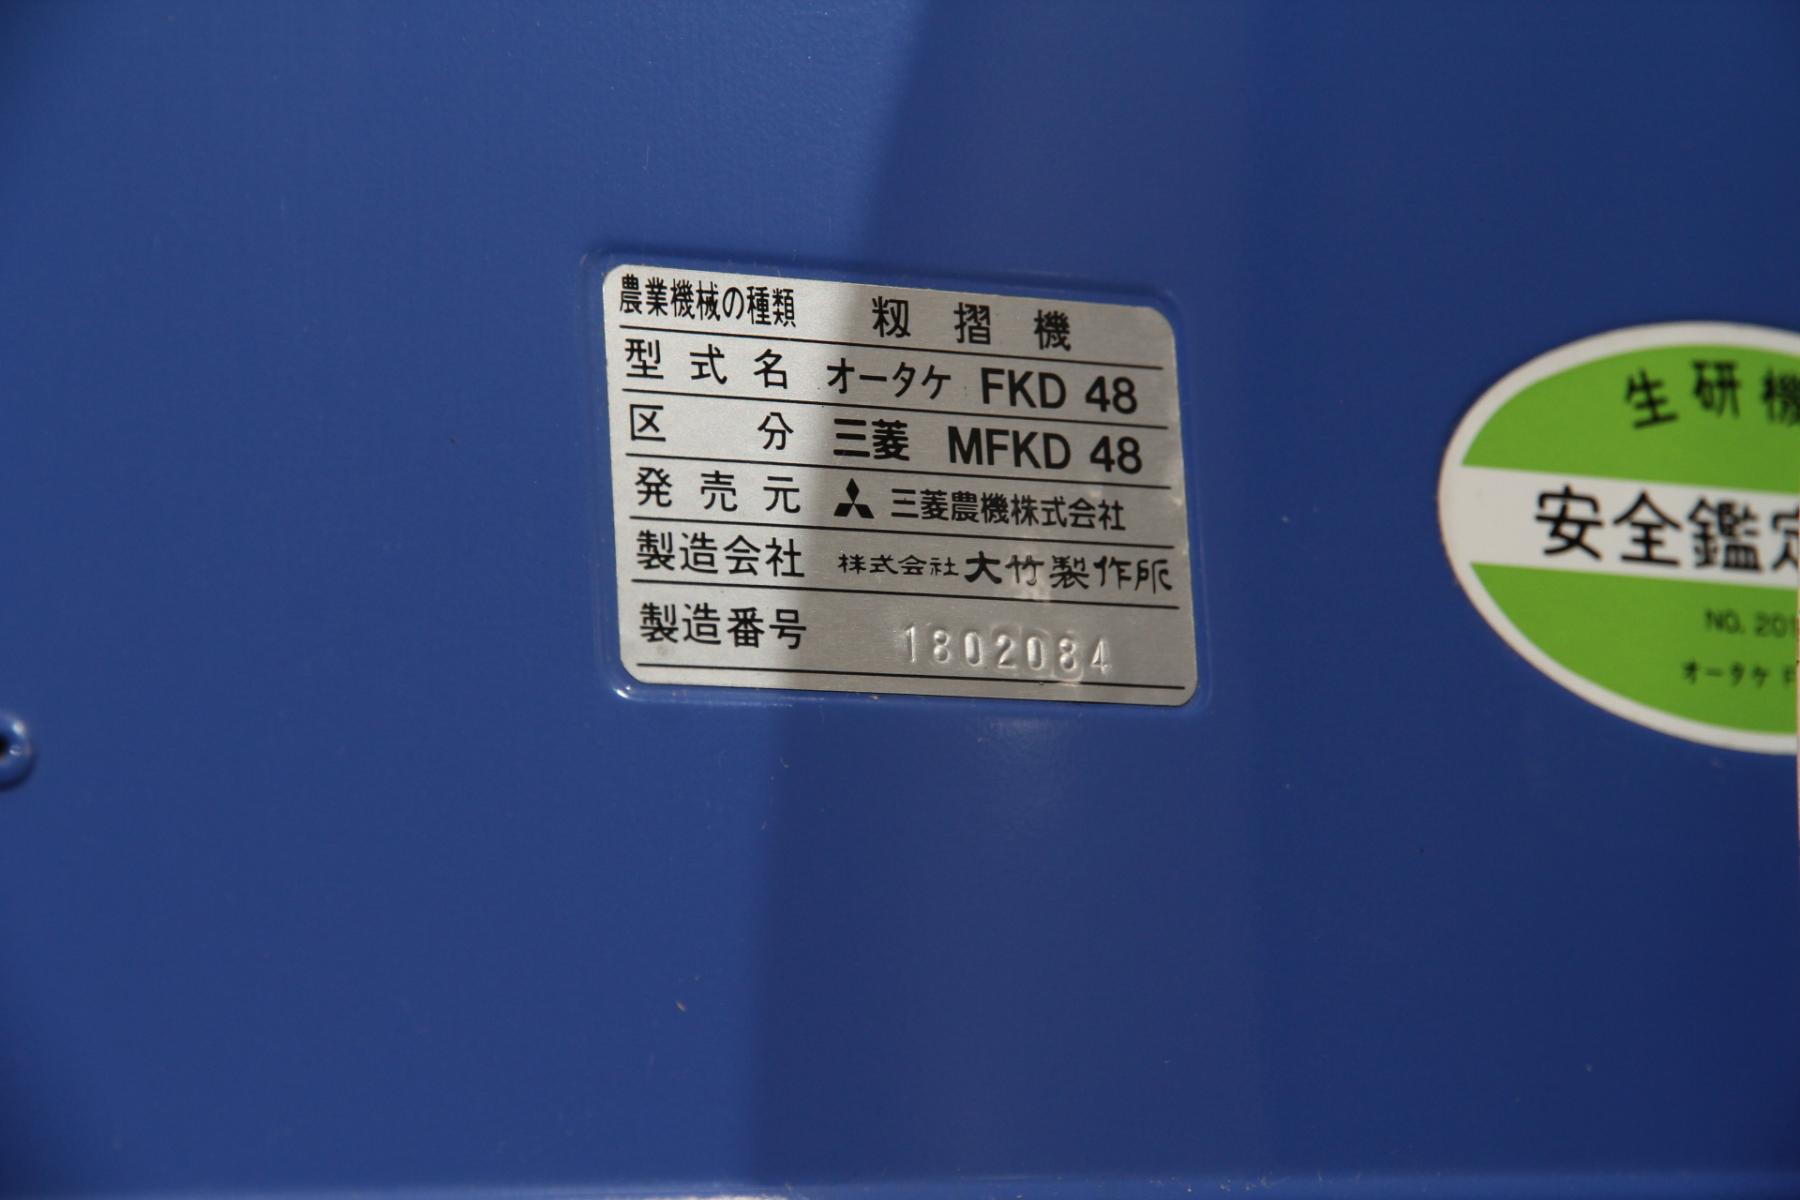 農業機械の種類 籾摺機
型式名 オータケ FKD 48
区分 三菱 MFKD 48
発売元 三菱農機株式会社
製造会社 株式会社 大竹製作所
製造番号 1802084
生研機
安全鑑定
NO. 201
オータケ F